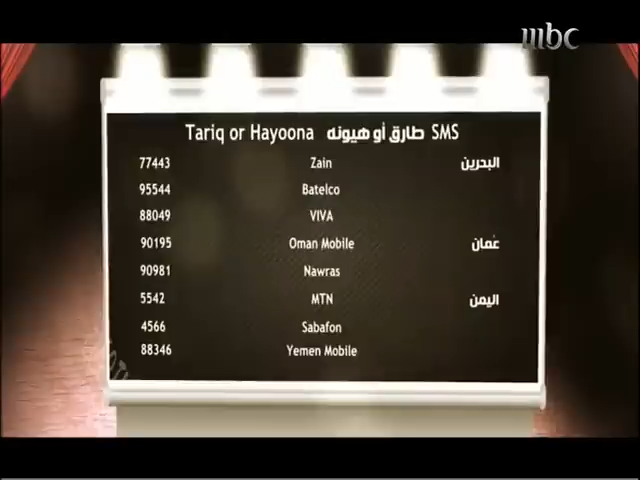 mbc
Tariq or Hayoona طارق أو هيونه SMS
77443 Zain البحرين
95544 Batelco
88049 VIVA
90195 Oman Mobile عُمان
90981 Nawras
5542 MTN اليمن
4566 Sabafon
88346 Yemen Mobile